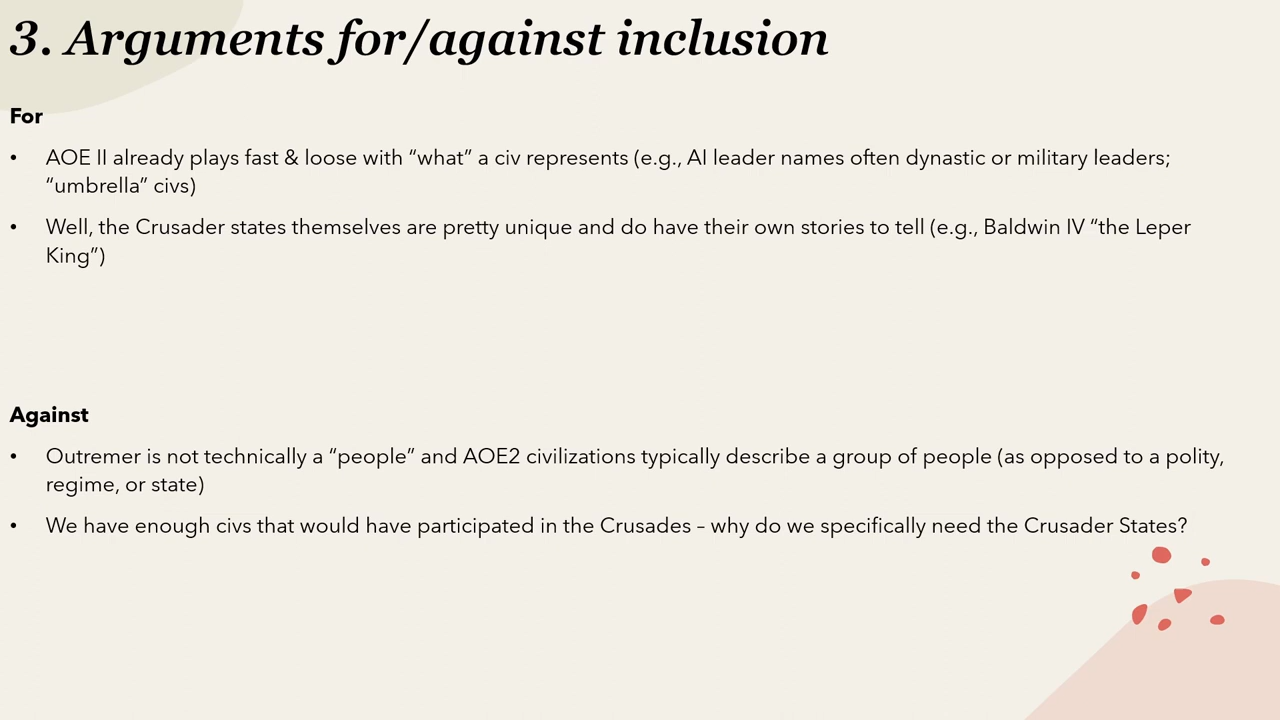 3. Arguments for/against inclusion
For
• AOE II already plays fast & loose with “what” a civ represents (e.g., AI leader names often dynastic or military leaders;
“umbrella” civs)
• Well, the Crusader states themselves are pretty unique and do have their own stories to tell (e.g., Baldwin IV “the Leper
King”)
Against
• Outremer is not technically a “people” and AOE2 civilizations typically describe a group of people (as opposed to a polity,
regime, or state)
• We have enough civs that would have participated in the Crusades – why do we specifically need the Crusader States?